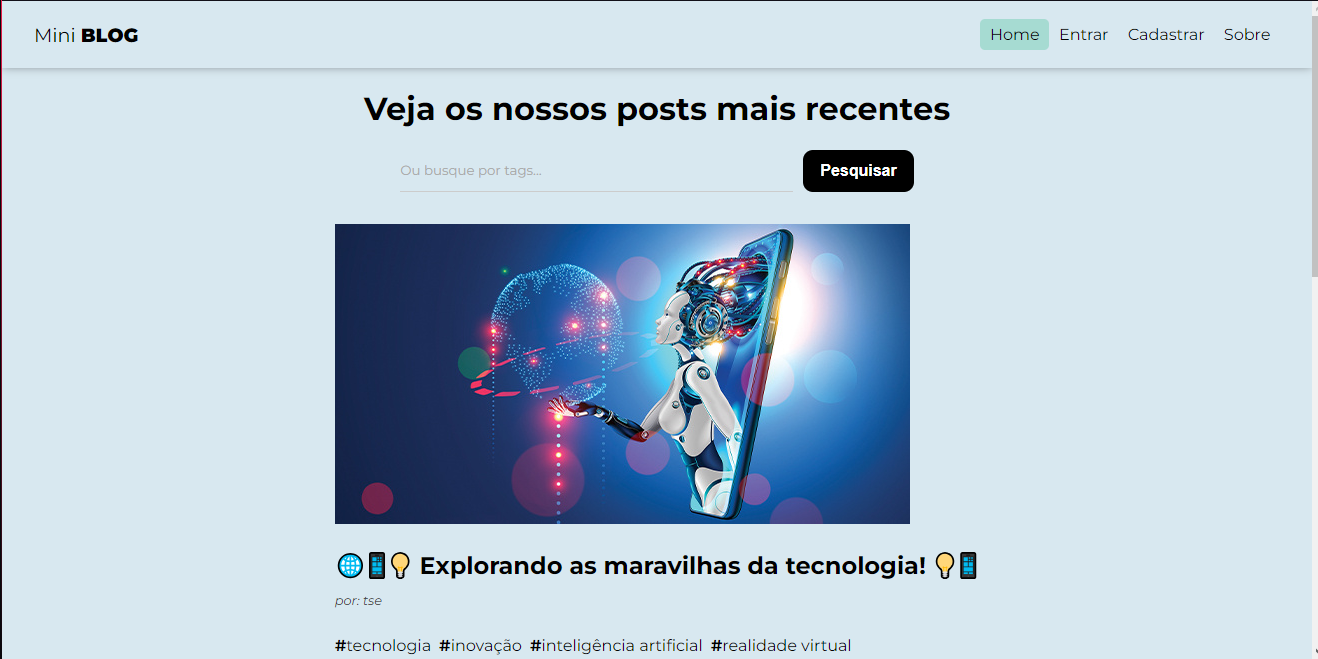 Mini BLOG
Home Entrar Cadastrar Sobre
Veja os nossos posts mais recentes
Ou busque por tags...
Pesquisar
🌐📱💡 Explorando as maravilhas da tecnologia! 💡📱
por: tse
#tecnologia #inovação #inteligência artificial #realidade virtual